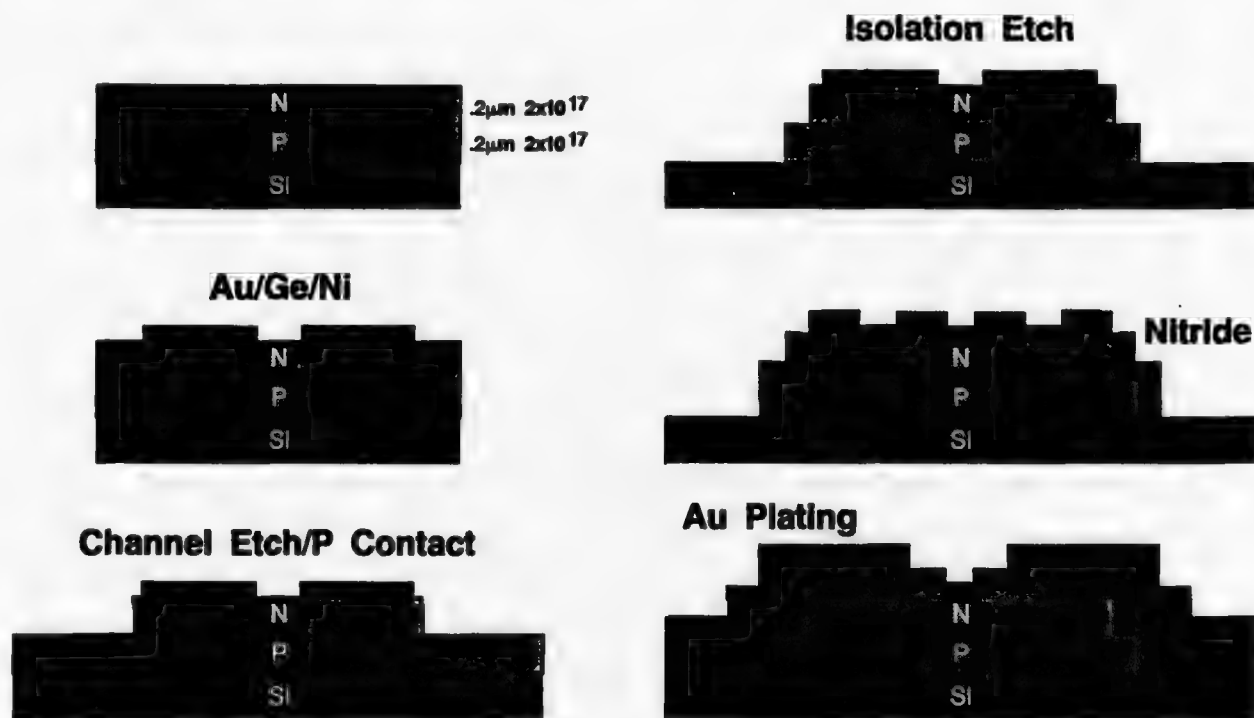 N
.2µm 2x10¹⁷
P
.2µm 2x10¹⁷
SI
Au/Ge/Ni
N
P
SI
Channel Etch/P Contact
N
P
SI
Isolation Etch
N
P
SI
Nitride
N
P
SI
Au Plating
N
P
SI